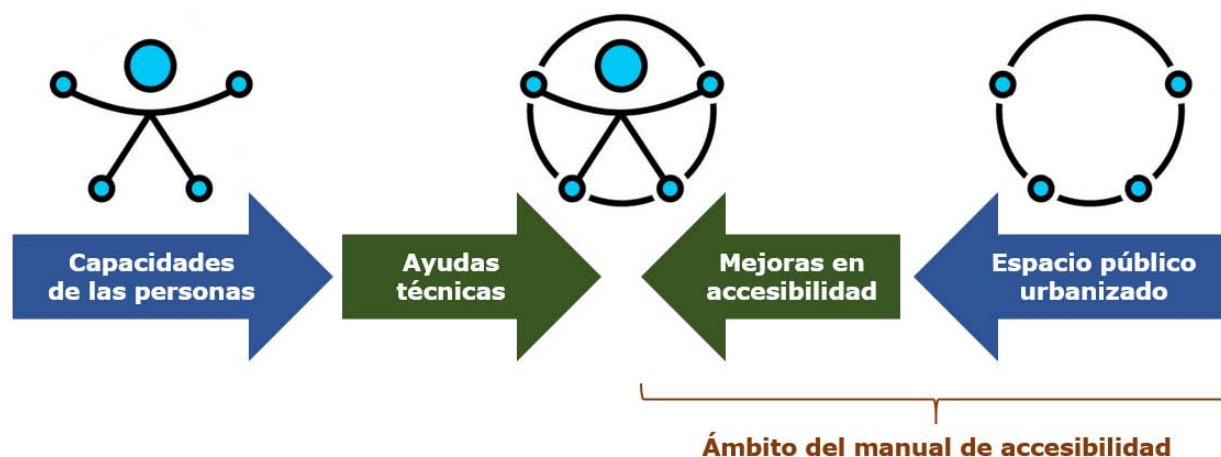 Capacidades
de las personas
Ayudas
técnicas
Mejoras en
accesibilidad
Espacio público
urbanizado
Ámbito del manual de accesibilidad